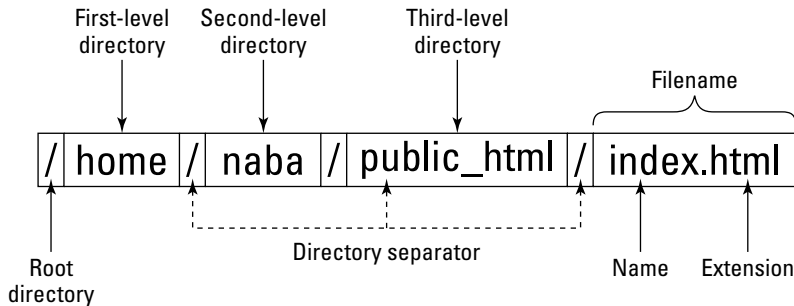 First-level directory
Second-level directory
Third-level directory
Filename
/ home / naba / public_html / index.html
Directory separator
Root directory
Name
Extension